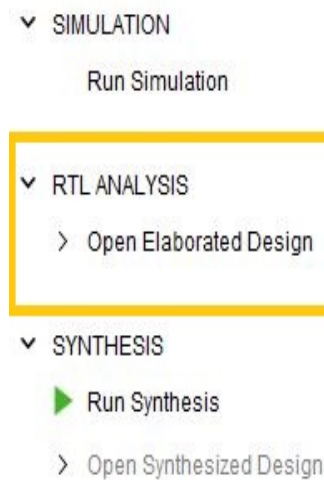 SIMULATION
Run Simulation
RTL ANALYSIS
Open Elaborated Design
SYNTHESIS
Run Synthesis
Open Synthesized Design